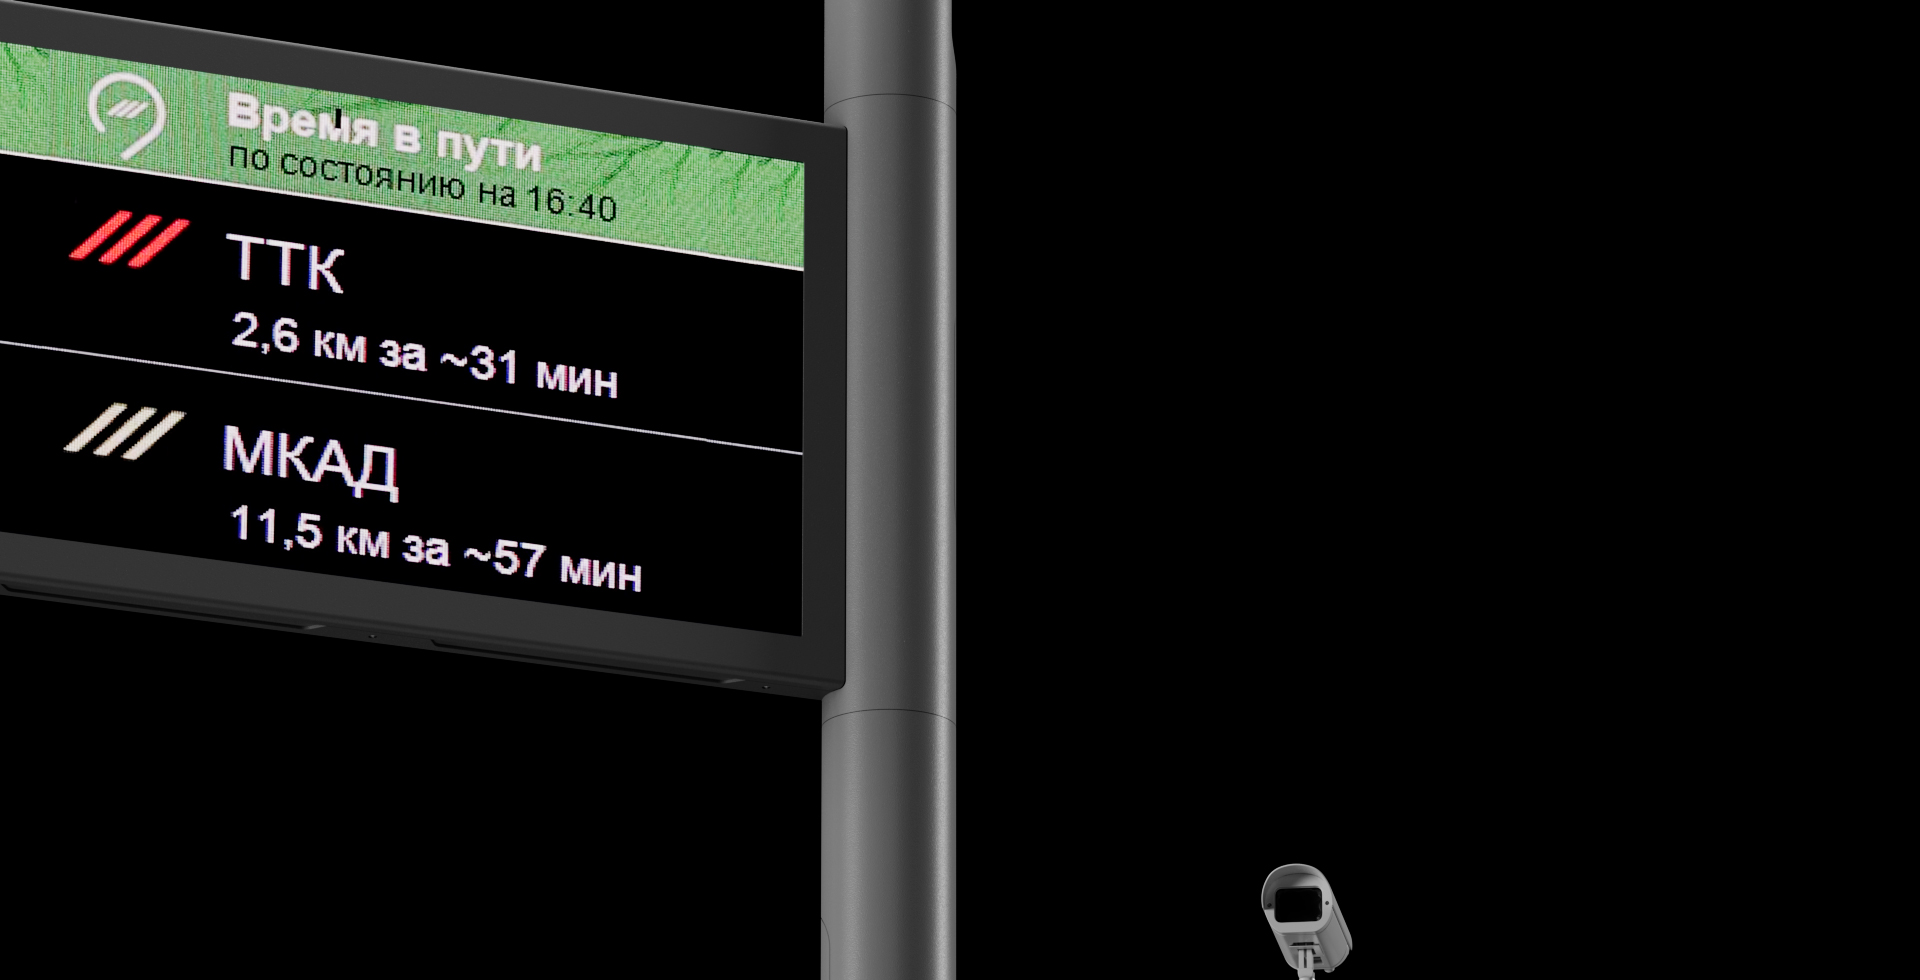 Время в пути
по состоянию на 16:40
ТТК
2,6 км за ~31 мин
МКАД
11,5 км за ~57 мин